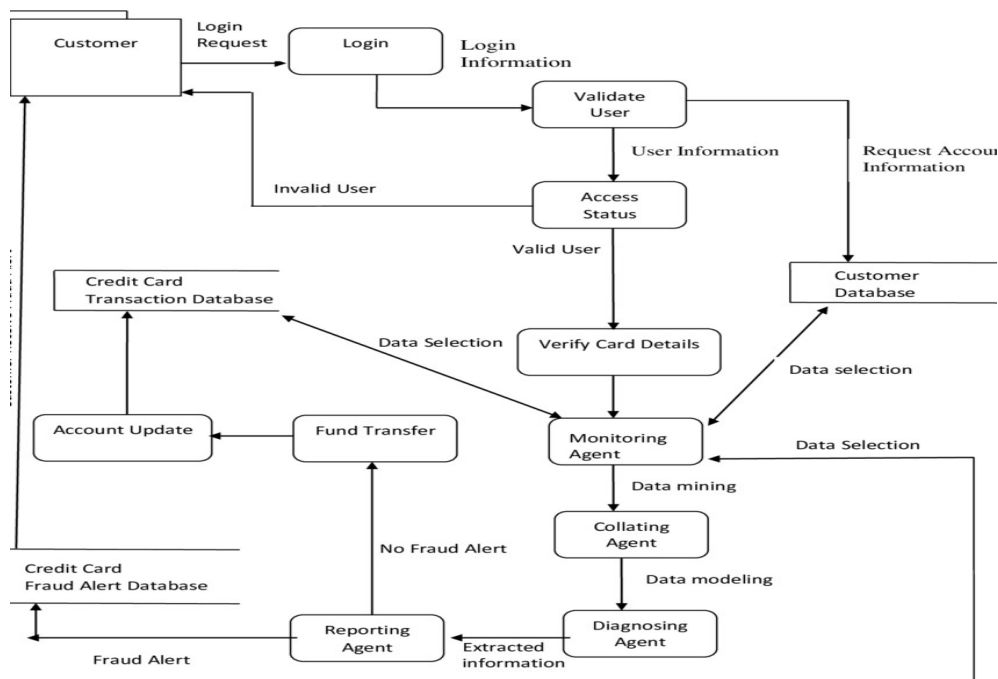 Customer
Login
Request
Login
Login
Information
Validate
User
User Information
Request Accoun
Information
Invalid User
Access
Status
Valid User
Credit Card
Transaction Database
Customer
Database
Data Selection
Verify Card Details
Data selection
Account Update
Fund Transfer
Monitoring
Agent
Data Selection
Data mining
Collating
Agent
No Fraud Alert
Credit Card
Fraud Alert Database
Data modeling
Reporting
Agent
Diagnosing
Agent
Extracted
information
Fraud Alert